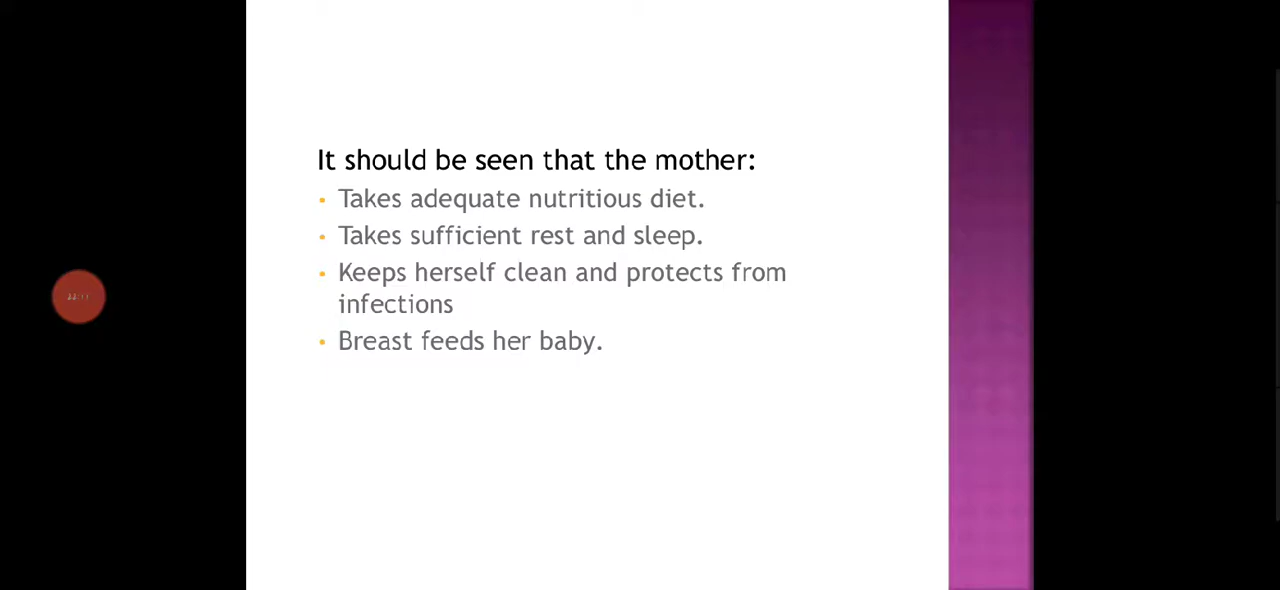 It should be seen that the mother:
• Takes adequate nutritious diet.
• Takes sufficient rest and sleep.
• Keeps herself clean and protects from
infections
• Breast feeds her baby.